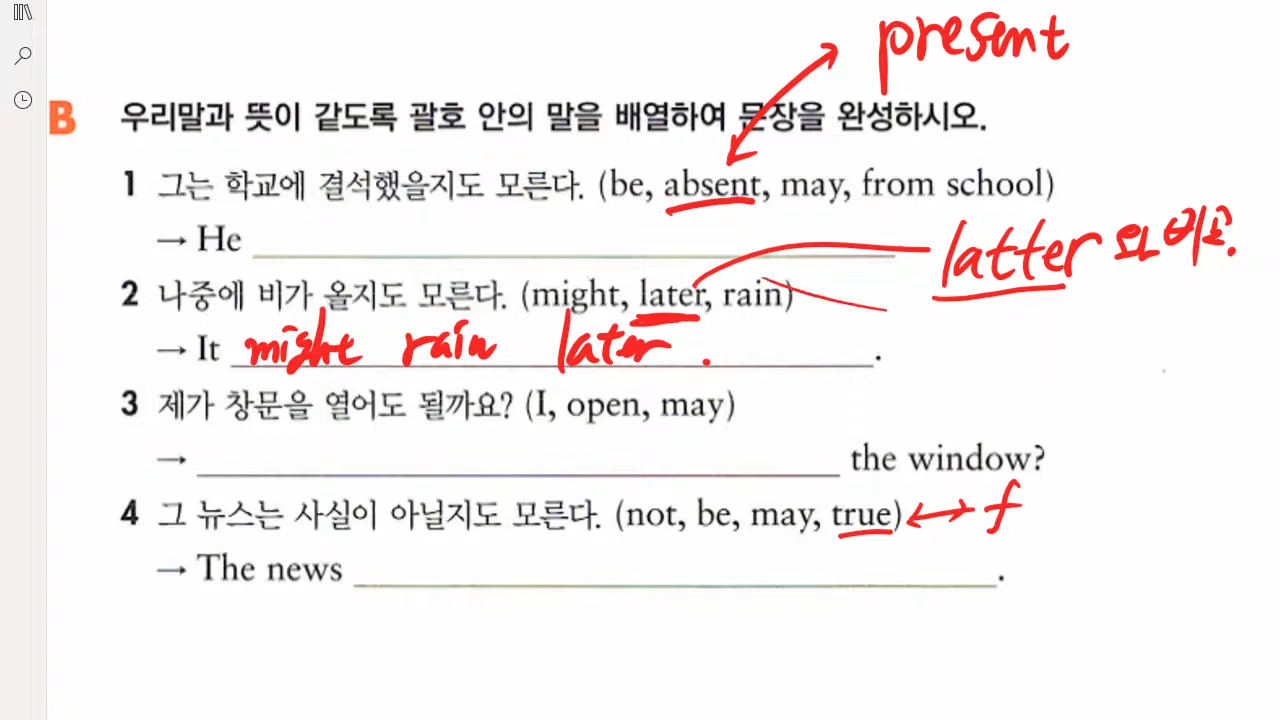 present
B 우리말과 뜻이 같도록 괄호 안의 말을 배열하여 문장을 완성하시오.
1 그는 학교에 결석했을지도 모른다. (be, absent, may, from school)
→ He
latter 와 비교.
2 나중에 비가 올지도 모른다. (might, later, rain)
→ It might rain later.
3 제가 창문을 열어도 될까요? (I, open, may)
→ the window?
4 그 뉴스는 사실이 아닐지도 모른다. (not, be, may, true) ↔ f
→ The news .